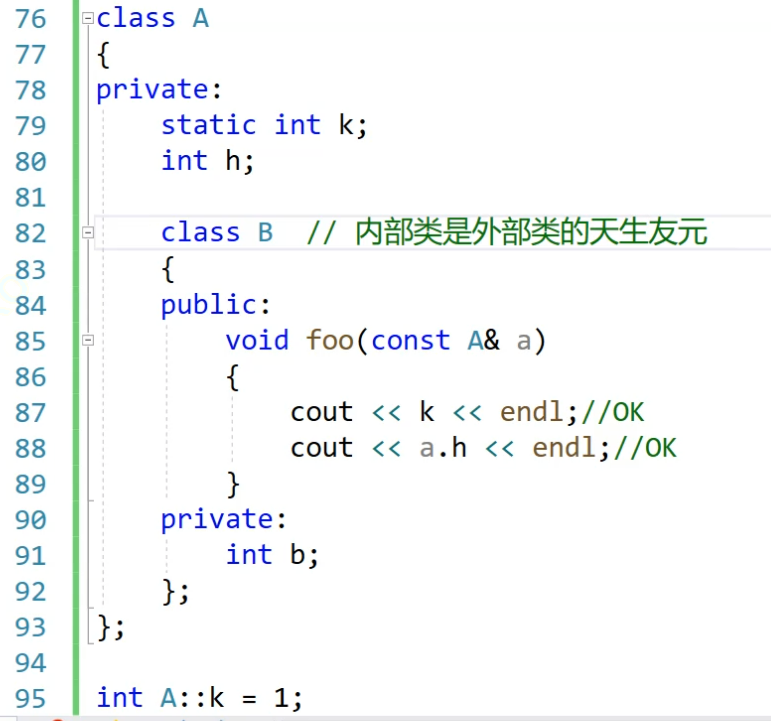 76 class A
77 {
78 private:
79     static int k;
80     int h;
81
82     class B  // 内部类是外部类的天生友元
83     {
84     public:
85         void foo(const A& a)
86         {
87             cout << k << endl;//OK
88             cout << a.h << endl;//OK
89         }
90     private:
91         int b;
92     };
93 };
94
95 int A::k = 1;